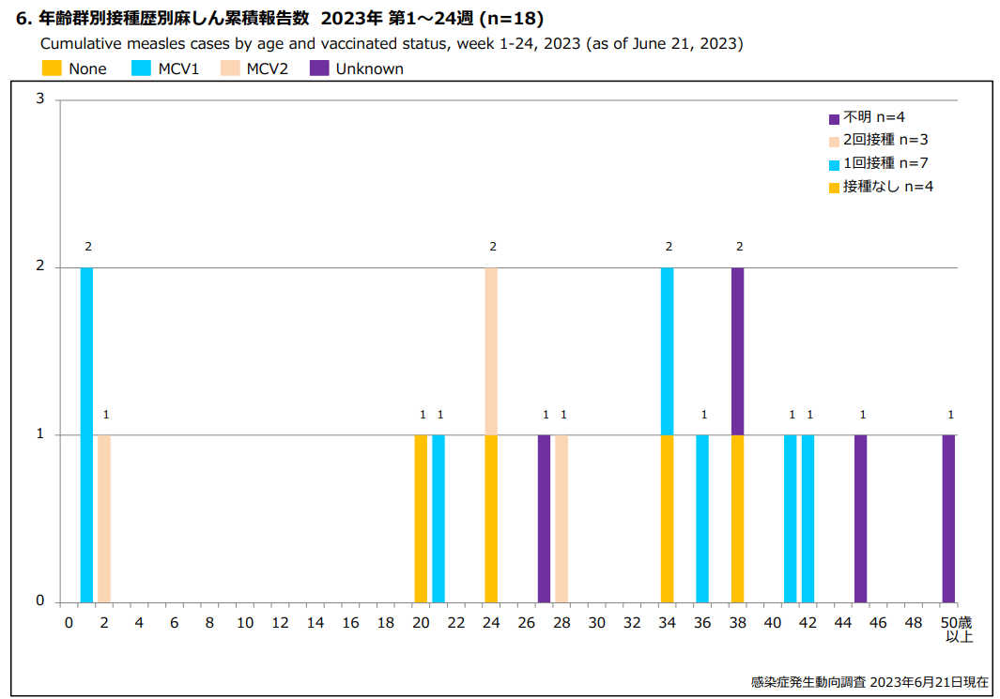 6. 年齢群別接種歴別麻しん累積報告数 2023年 第1～24週 (n=18)
Cumulative measles cases by age and vaccinated status, week 1-24, 2023 (as of June 21, 2023)
None MCV1 MCV2 Unknown
3
不明 n=4
2回接種 n=3
1回接種 n=7
接種なし n=4
2 2 2 2
2
1 1 1 1 1 1 1 1 1 1
1
0
0 2 4 6 8 10 12 14 16 18 20 22 24 26 28 30 32 34 36 38 40 42 44 46 48 50歳
以上
感染症発生動向調査 2023年6月21日現在